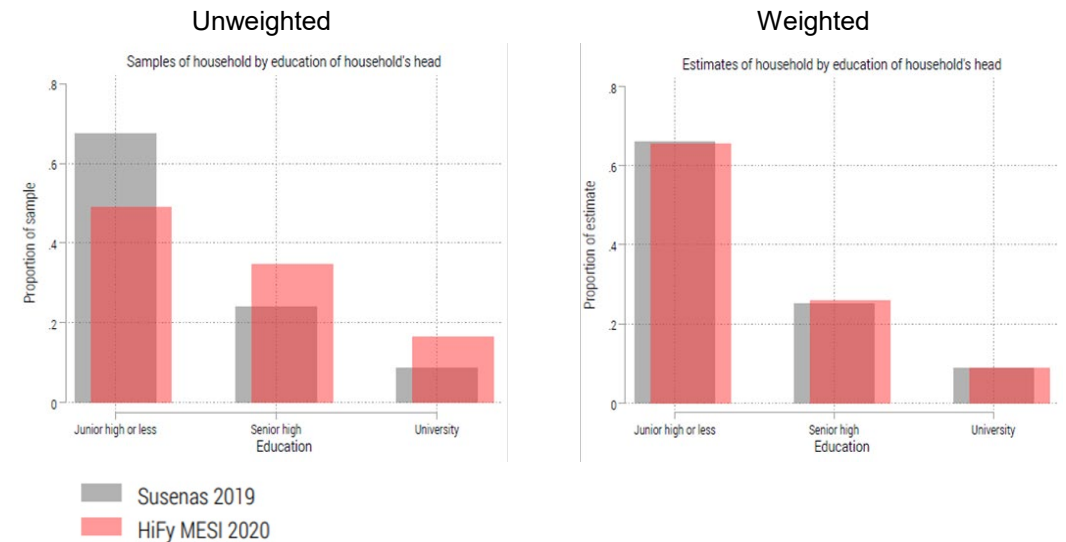 Unweighted
Weighted
Samples of household by education of household's head
Proportion of sample
.8
.6
.4
.2
0
Junior high or less
Senior high
University
Education
Estimates of household by education of household's head
Proportion of estimate
.8
.6
.4
.2
0
Junior high or less
Senior high
University
Education
Susenas 2019
HiFy MESI 2020